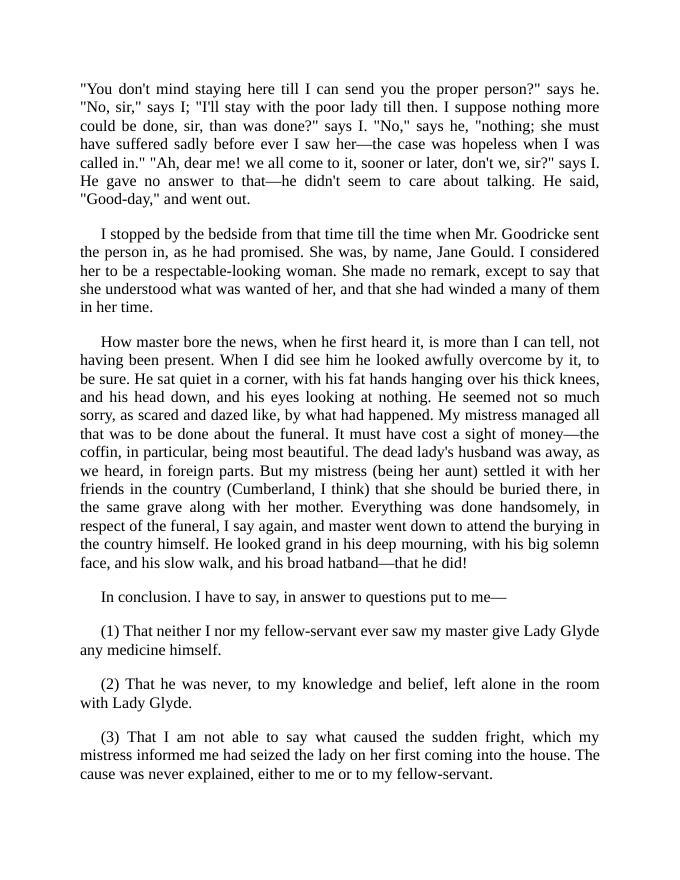 "You don't mind staying here till I can send you the proper person?" says he.
"No, sir," says I; "I'll stay with the poor lady till then. I suppose nothing more
could be done, sir, than was done?" says I. "No," says he, "nothing; she must
have suffered sadly before ever I saw her—the case was hopeless when I was
called in." "Ah, dear me! we all come to it, sooner or later, don't we, sir?" says I.
He gave no answer to that—he didn't seem to care about talking. He said,
"Good-day," and went out.
I stopped by the bedside from that time till the time when Mr. Goodricke sent
the person in, as he had promised. She was, by name, Jane Gould. I considered
her to be a respectable-looking woman. She made no remark, except to say that
she understood what was wanted of her, and that she had winded a many of them
in her time.
How master bore the news, when he first heard it, is more than I can tell, not
having been present. When I did see him he looked awfully overcome by it, to
be sure. He sat quiet in a corner, with his fat hands hanging over his thick knees,
and his head down, and his eyes looking at nothing. He seemed not so much
sorry, as scared and dazed like, by what had happened. My mistress managed all
that was to be done about the funeral. It must have cost a sight of money—the
coffin, in particular, being most beautiful. The dead lady's husband was away, as
we heard, in foreign parts. But my mistress (being her aunt) settled it with her
friends in the country (Cumberland, I think) that she should be buried there, in
the same grave along with her mother. Everything was done handsomely, in
respect of the funeral, I say again, and master went down to attend the burying in
the country himself. He looked grand in his deep mourning, with his big solemn
face, and his slow walk, and his broad hatband—that he did!
In conclusion. I have to say, in answer to questions put to me—
(1) That neither I nor my fellow-servant ever saw my master give Lady Glyde
any medicine himself.
(2) That he was never, to my knowledge and belief, left alone in the room
with Lady Glyde.
(3) That I am not able to say what caused the sudden fright, which my
mistress informed me had seized the lady on her first coming into the house. The
cause was never explained, either to me or to my fellow-servant.